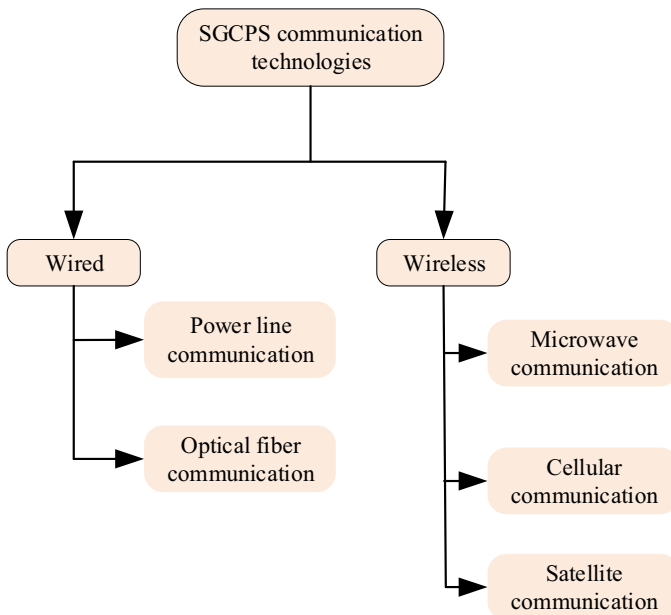 SGCPS communication
technologies
Wired
Wireless
Power line
communication
Optical fiber
communication
Microwave
communication
Cellular
communication
Satellite
communication